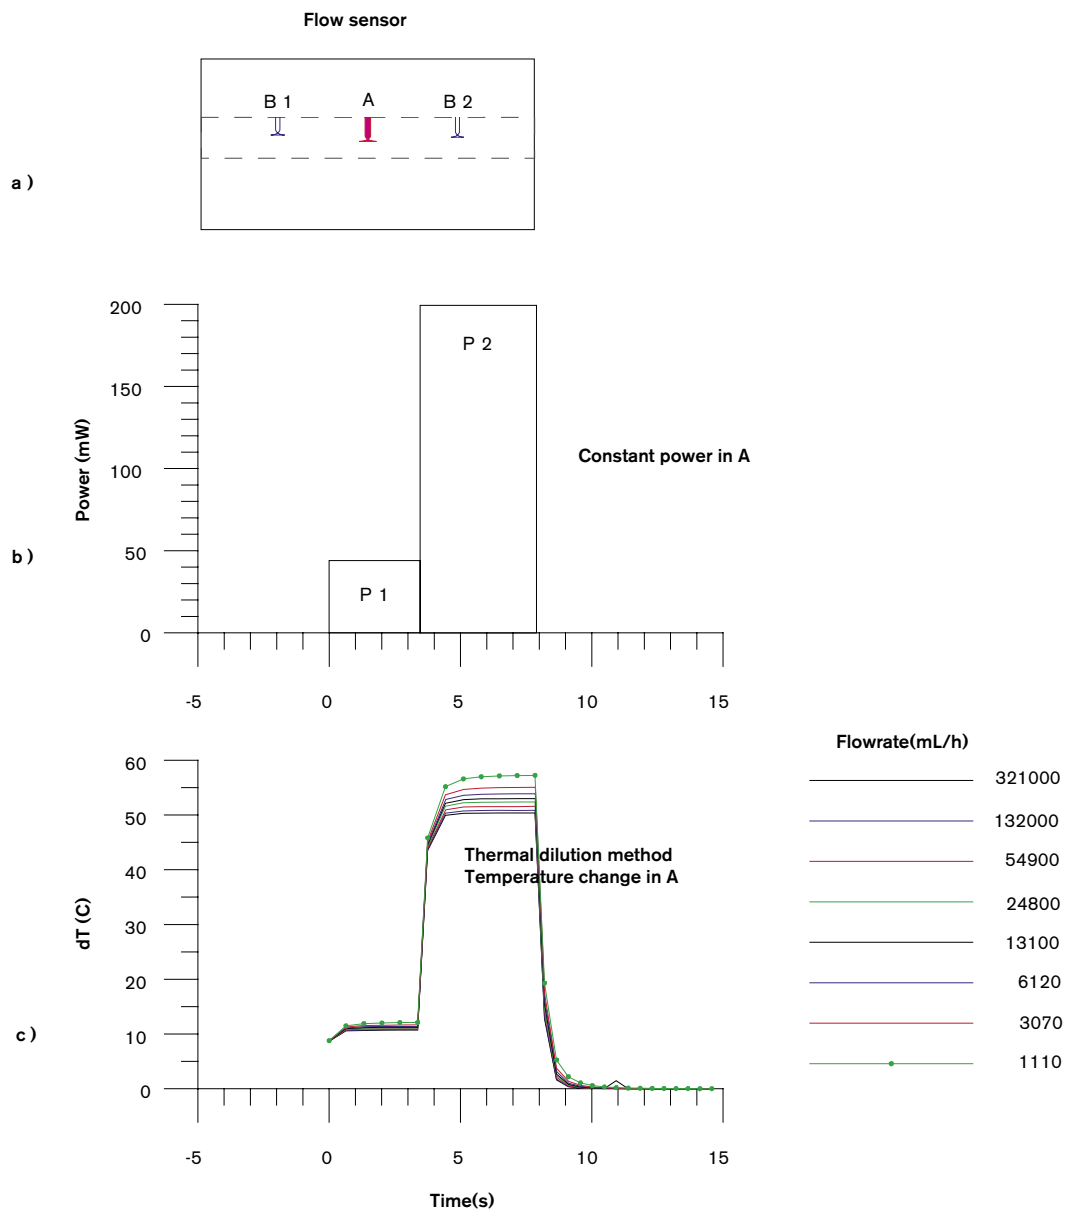 Flow sensor
B 1 A B 2
a )
200
150
100
50
0
Power (mW)
P 1
P 2
Constant power in A
b )
-5 0 5 10 15
60
50
40
30
20
10
0
dT (C)
Thermal dilution method
Temperature change in A
c )
-5 0 5 10 15
Time(s)
Flowrate(mL/h)
321000
132000
54900
24800
13100
6120
3070
1110